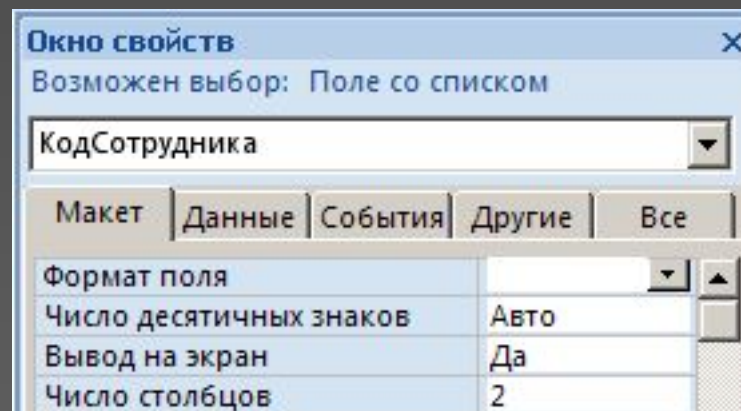 Окно свойств
Возможен выбор: Поле со списком
КодСотрудника
Макет Данные События Другие Все
Формат поля
Число десятичных знаков Авто
Вывод на экран Да
Число столбцов 2